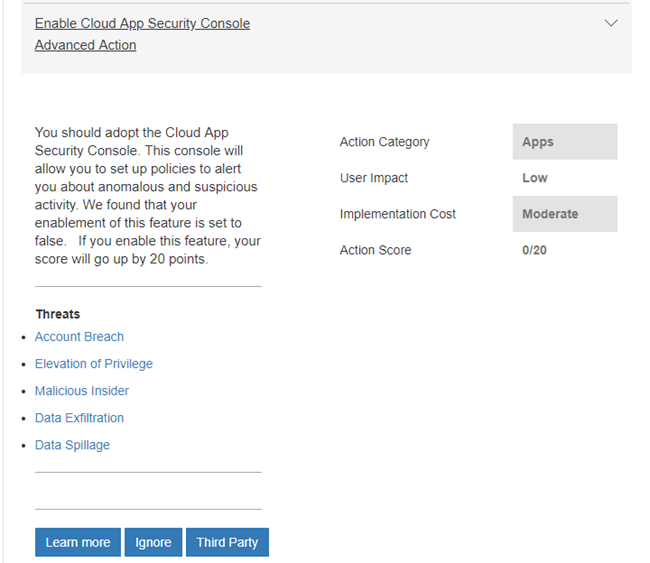 Enable Cloud App Security Console
Advanced Action
You should adopt the Cloud App
Security Console. This console will
allow you to set up policies to alert
you about anomalous and suspicious
activity. We found that your
enablement of this feature is set to
false.   If you enable this feature, your
score will go up by 20 points.
Action Category Apps
User Impact Low
Implementation Cost Moderate
Action Score 0/20
Threats
• Account Breach
• Elevation of Privilege
• Malicious Insider
• Data Exfiltration
• Data Spillage
Learn more Ignore Third Party